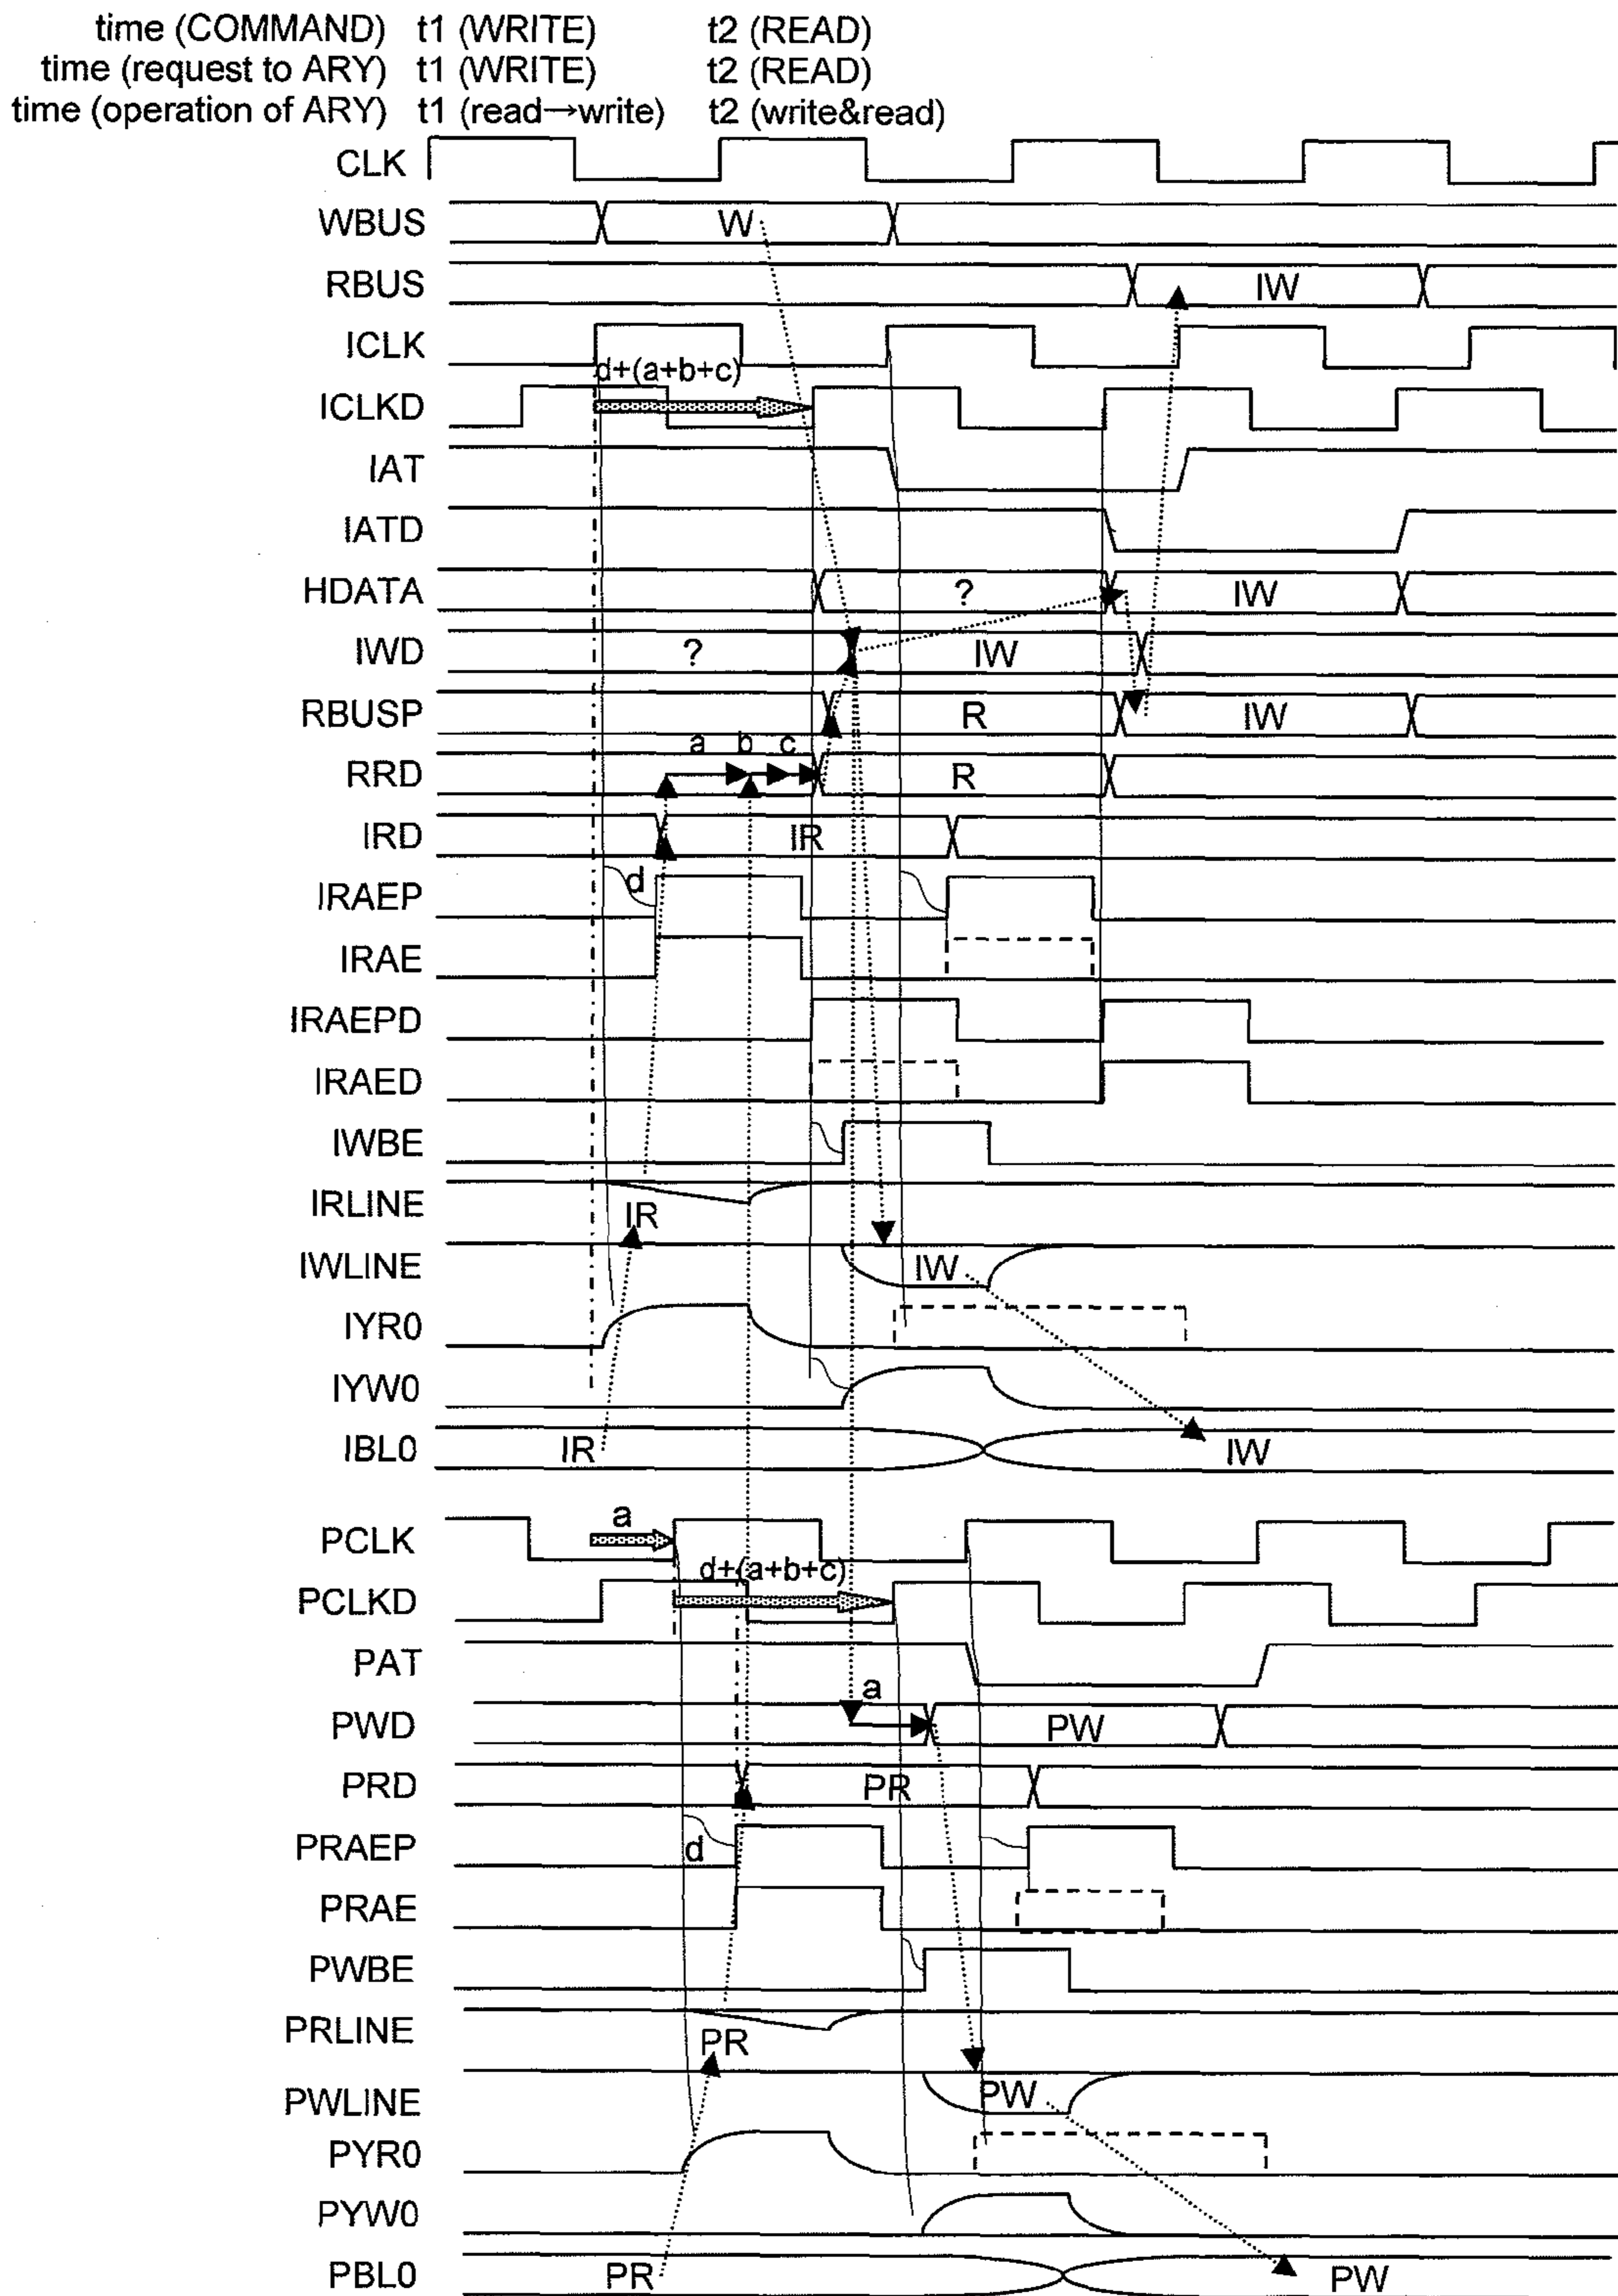 time (COMMAND) t1 (WRITE) t2 (READ)
time (request to ARY) t1 (WRITE) t2 (READ)
time (operation of ARY) t1 (read→write) t2 (write&read)
CLK
WBUS W
RBUS IW
ICLK
d+(a+b+c)
ICLKD
IAT
IATD
HDATA ? IW
IWD ? IW
RBUSP R IW
a b c
RRD R
IRD IR
IRAEP d
IRAE
IRAEPD
IRAED
IWBE
IRLINE
IR
IWLINE IW
IYR0
IYW0
IBL0 IR IW
a
PCLK
d+(a+b+c)
PCLKD
PAT
a
PWD PW
PRD PR
PRAEP d
PRAE
PWBE
PRLINE
PR
PWLINE PW
PYR0
PYW0
PBL0 PR PW